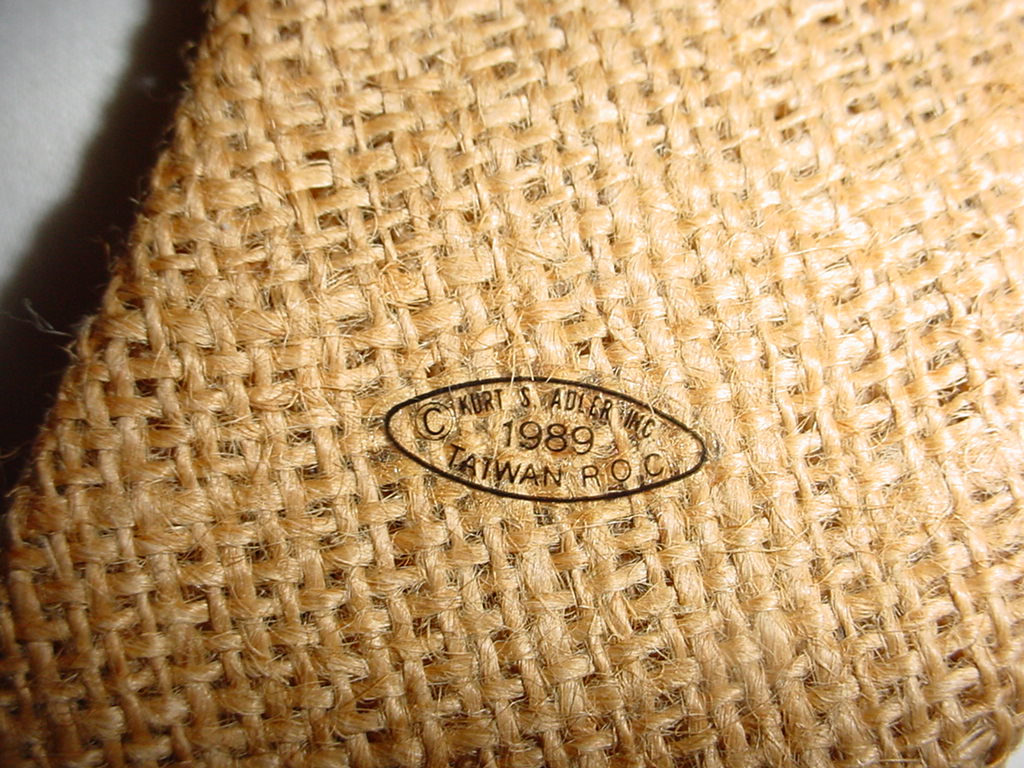 © KURT S. ADLER INC
1989
TAIWAN R.O.C.